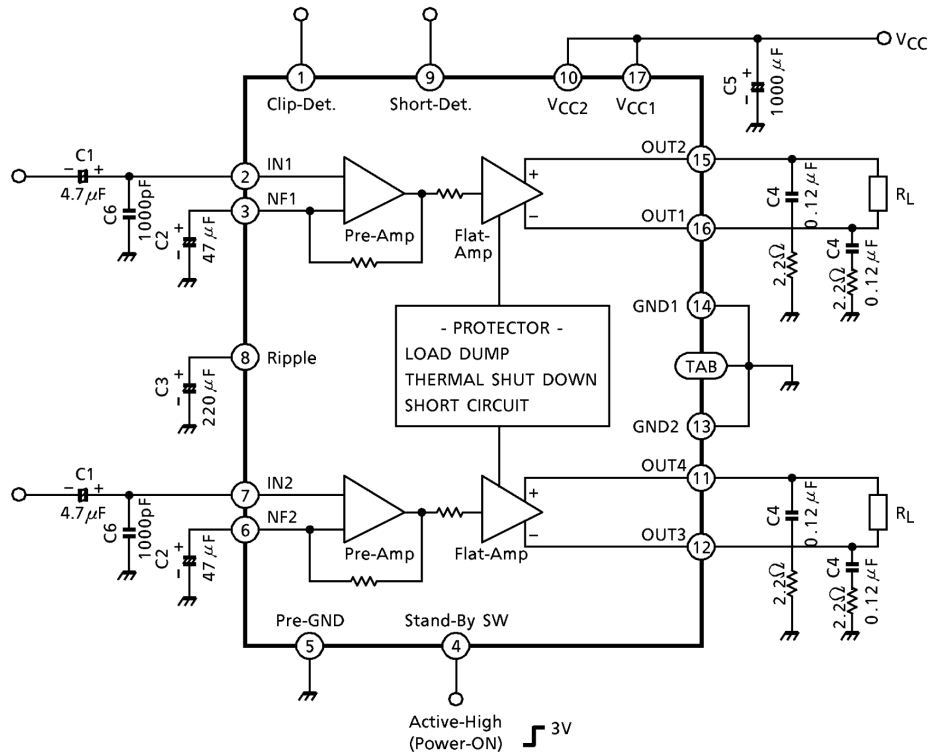 1
9
10
17
VCC
Clip-Det.
Short-Det.
VCC2
VCC1
C5
+
-
1000 μF
C1
- +
4.7μF
2
IN1
C6
1000pF
3
NF1
C2
+
-
47 μF
Pre-Amp
+
-
Flat-
Amp
OUT2
15
OUT1
16
C4
0.12 μF
2.2Ω
RL
C4
0.12 μF
2.2Ω
GND1
14
TAB
GND2
13
- PROTECTOR -
LOAD DUMP
THERMAL SHUT DOWN
SHORT CIRCUIT
8
Ripple
C3
+
-
220 μF
C1
- +
4.7μF
7
IN2
C6
1000pF
6
NF2
C2
+
-
47 μF
Pre-Amp
+
-
Flat-Amp
OUT4
11
OUT3
12
C4
0.12 μF
2.2Ω
RL
C4
0.12 μF
2.2Ω
Pre-GND
5
Stand-By SW
4
Active-High
(Power-ON)
3V